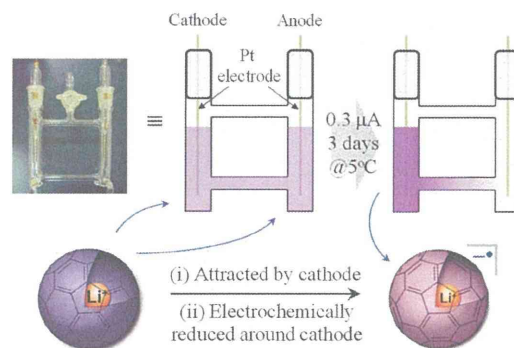 Cathode Anode
Pt
electrode
≡
0.3 μA
3 days
@5°C
(i) Attracted by cathode
(ii) Electrochemically
reduced around cathode
Li⁺
Li⁺
−•